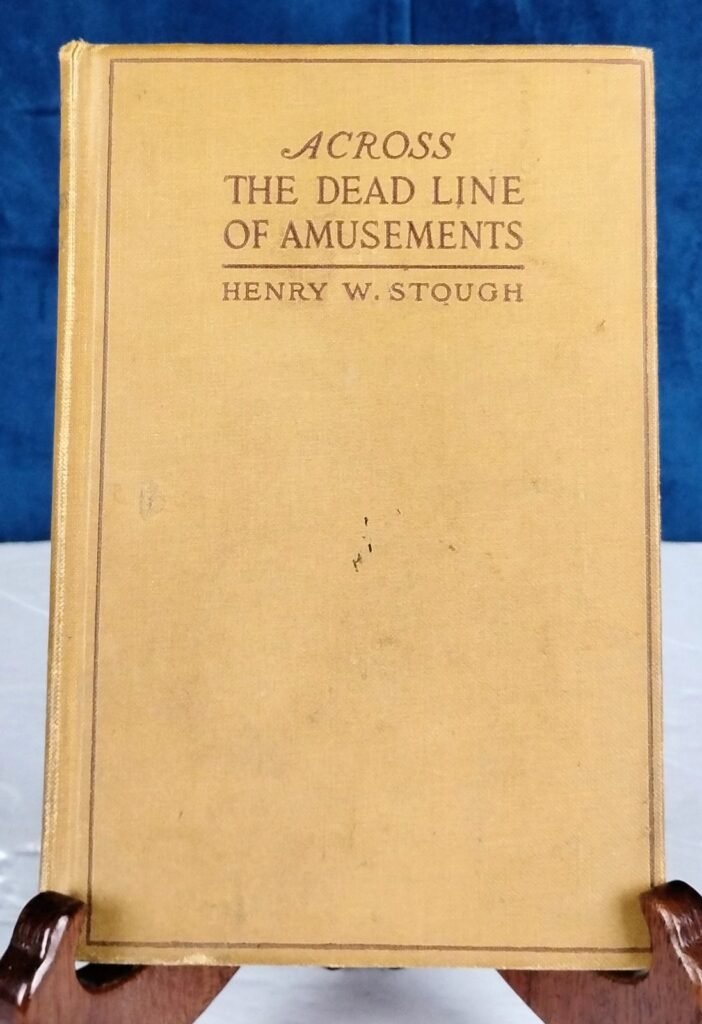 ACROSS
THE DEAD LINE
OF AMUSEMENTS
HENRY W. STOUGH